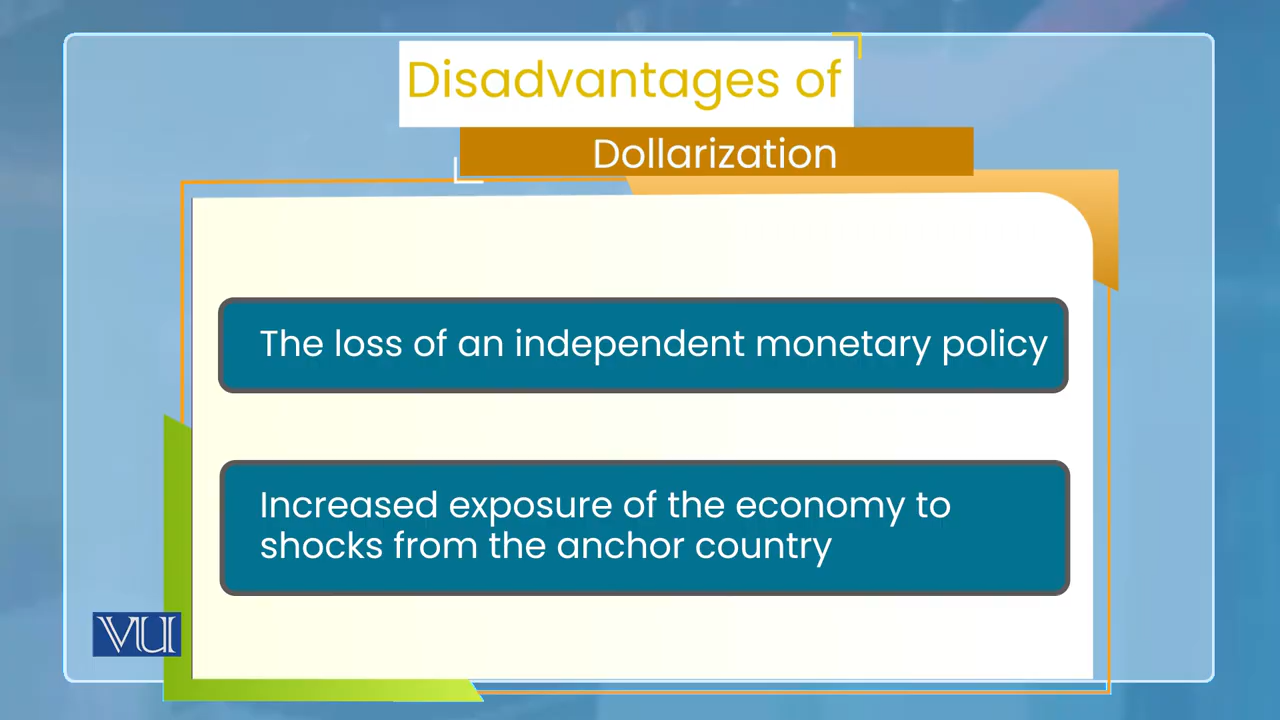 Disadvantages of
Dollarization
The loss of an independent monetary policy
Increased exposure of the economy to
shocks from the anchor country
VU